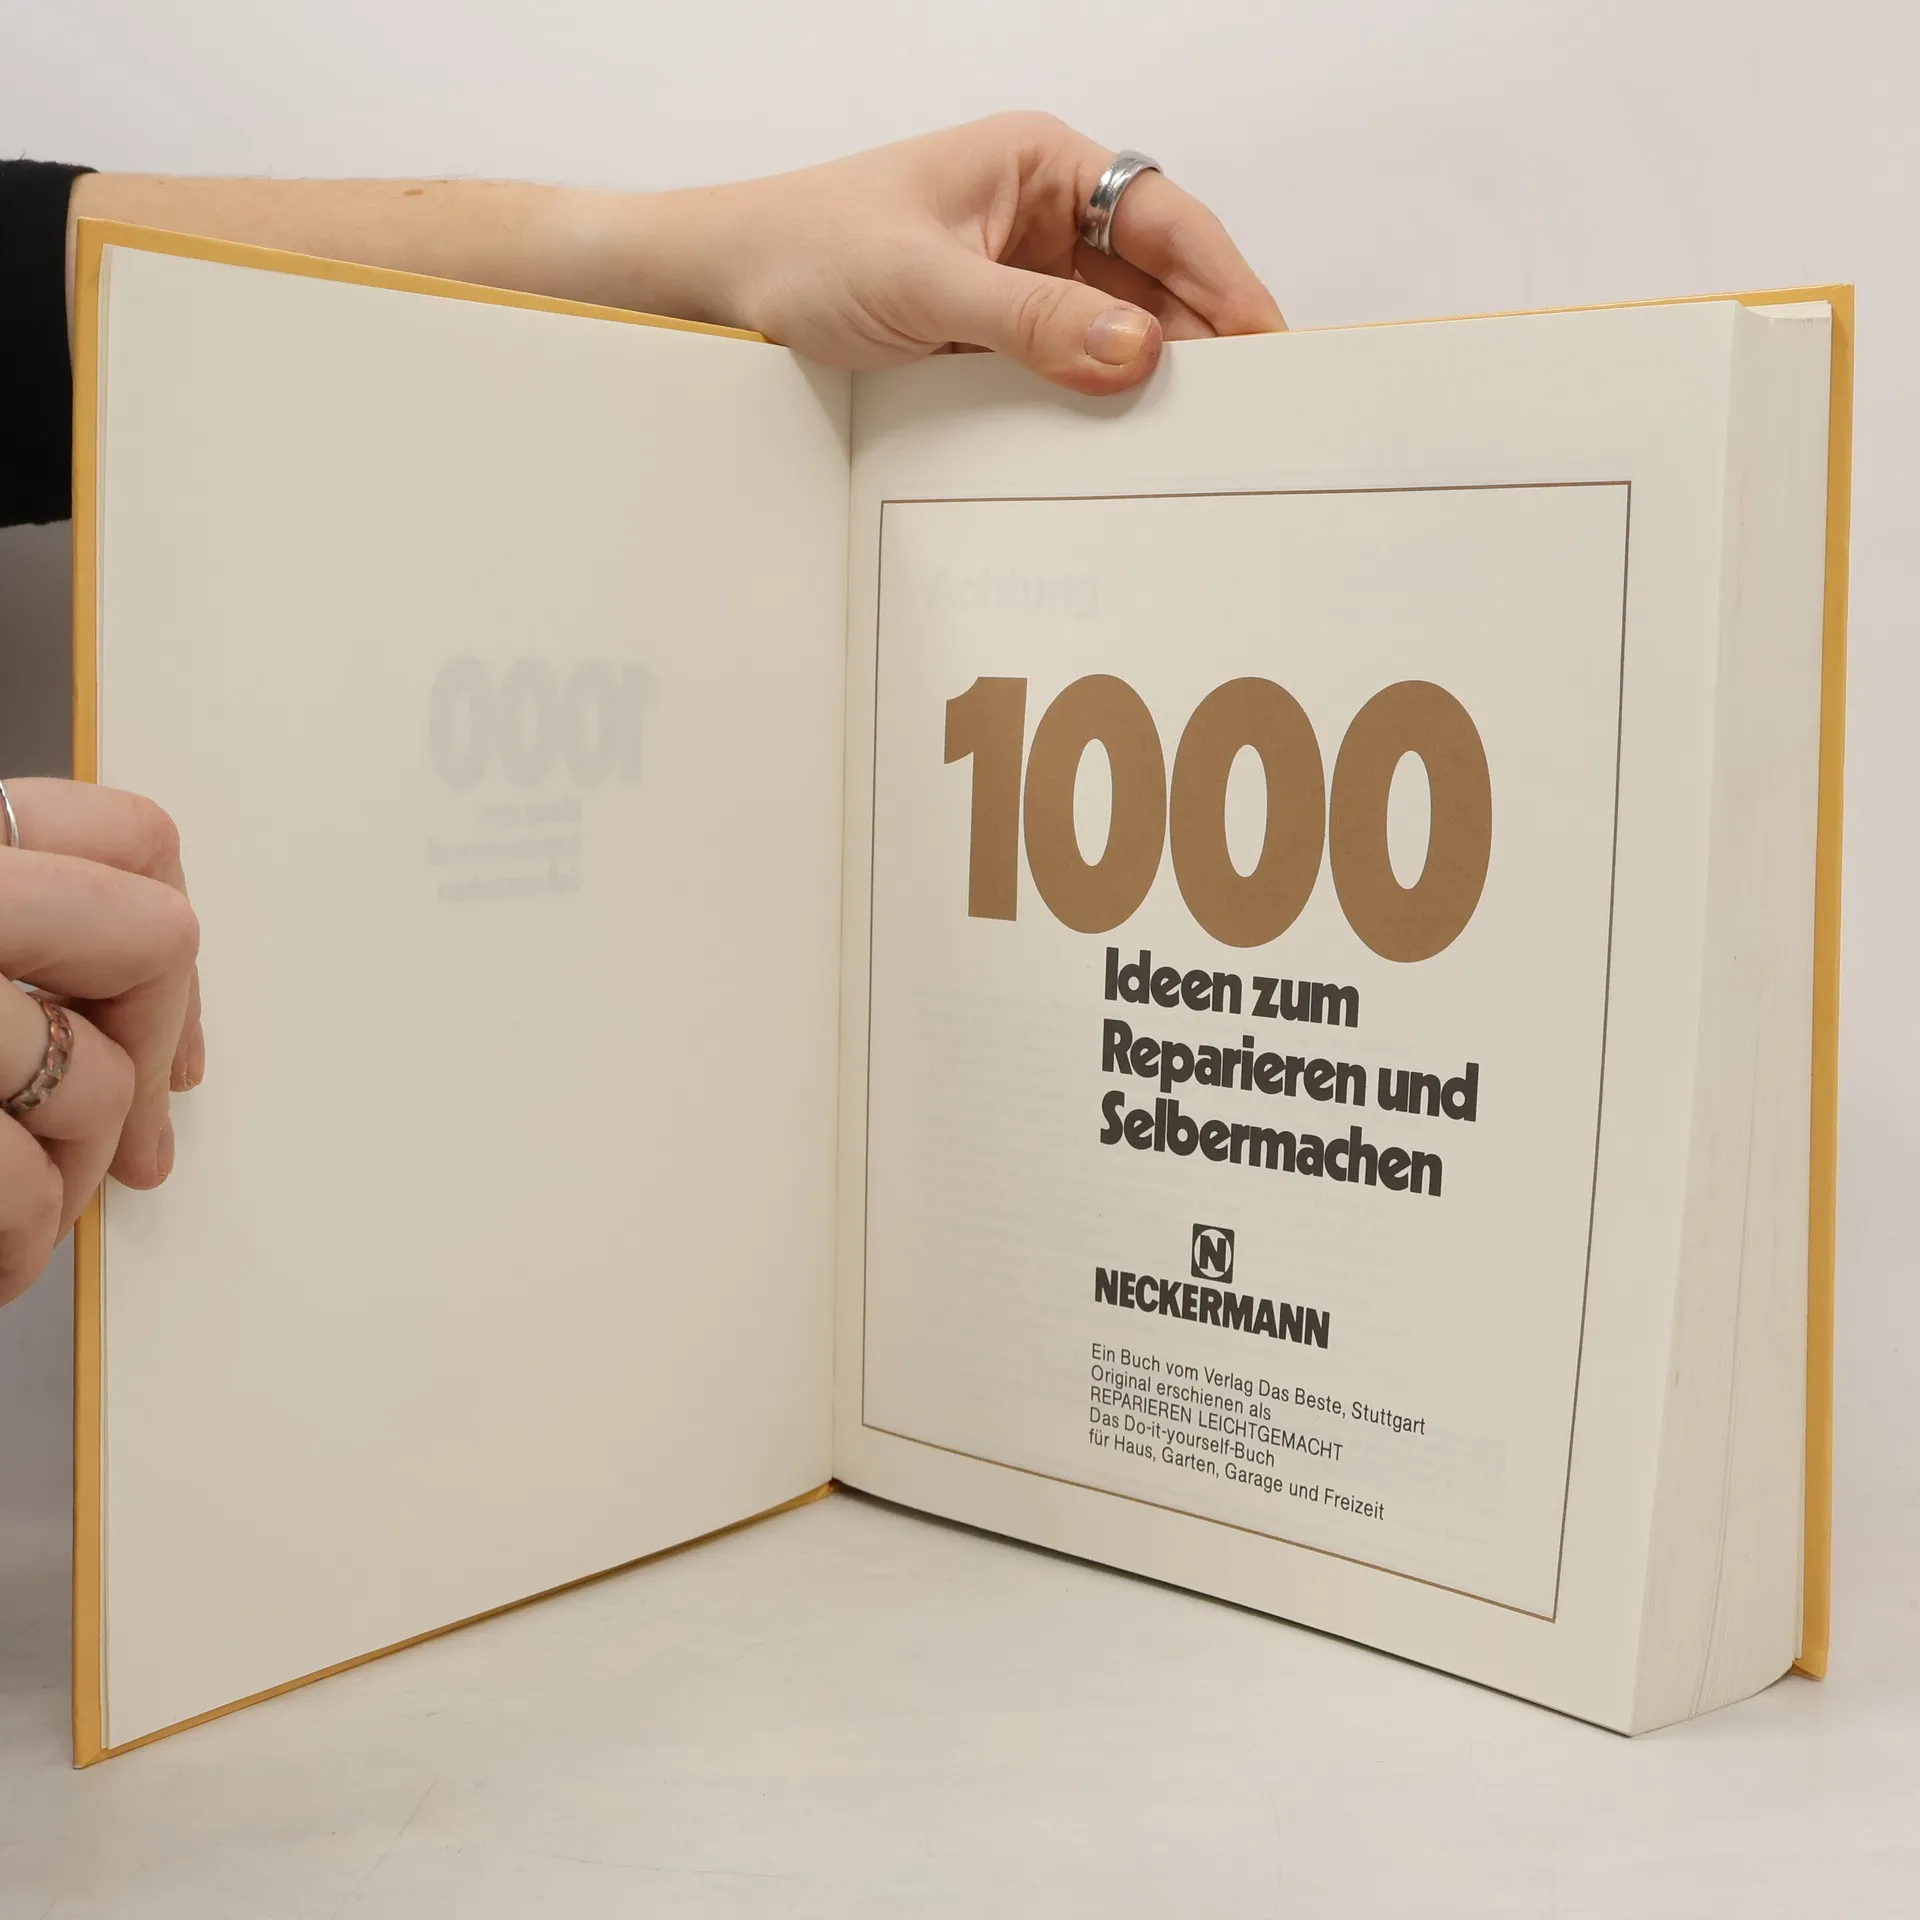 Achtung
1000
Ideen zum
Reparieren und
Selbermachen
N
NECKERMANN
Ein Buch vom Verlag Das Beste, Stuttgart
Original erschienen als
REPARIEREN LEICHTGEMACHT
Das Do-it-yourself-Buch
für Haus, Garten, Garage und Freizeit